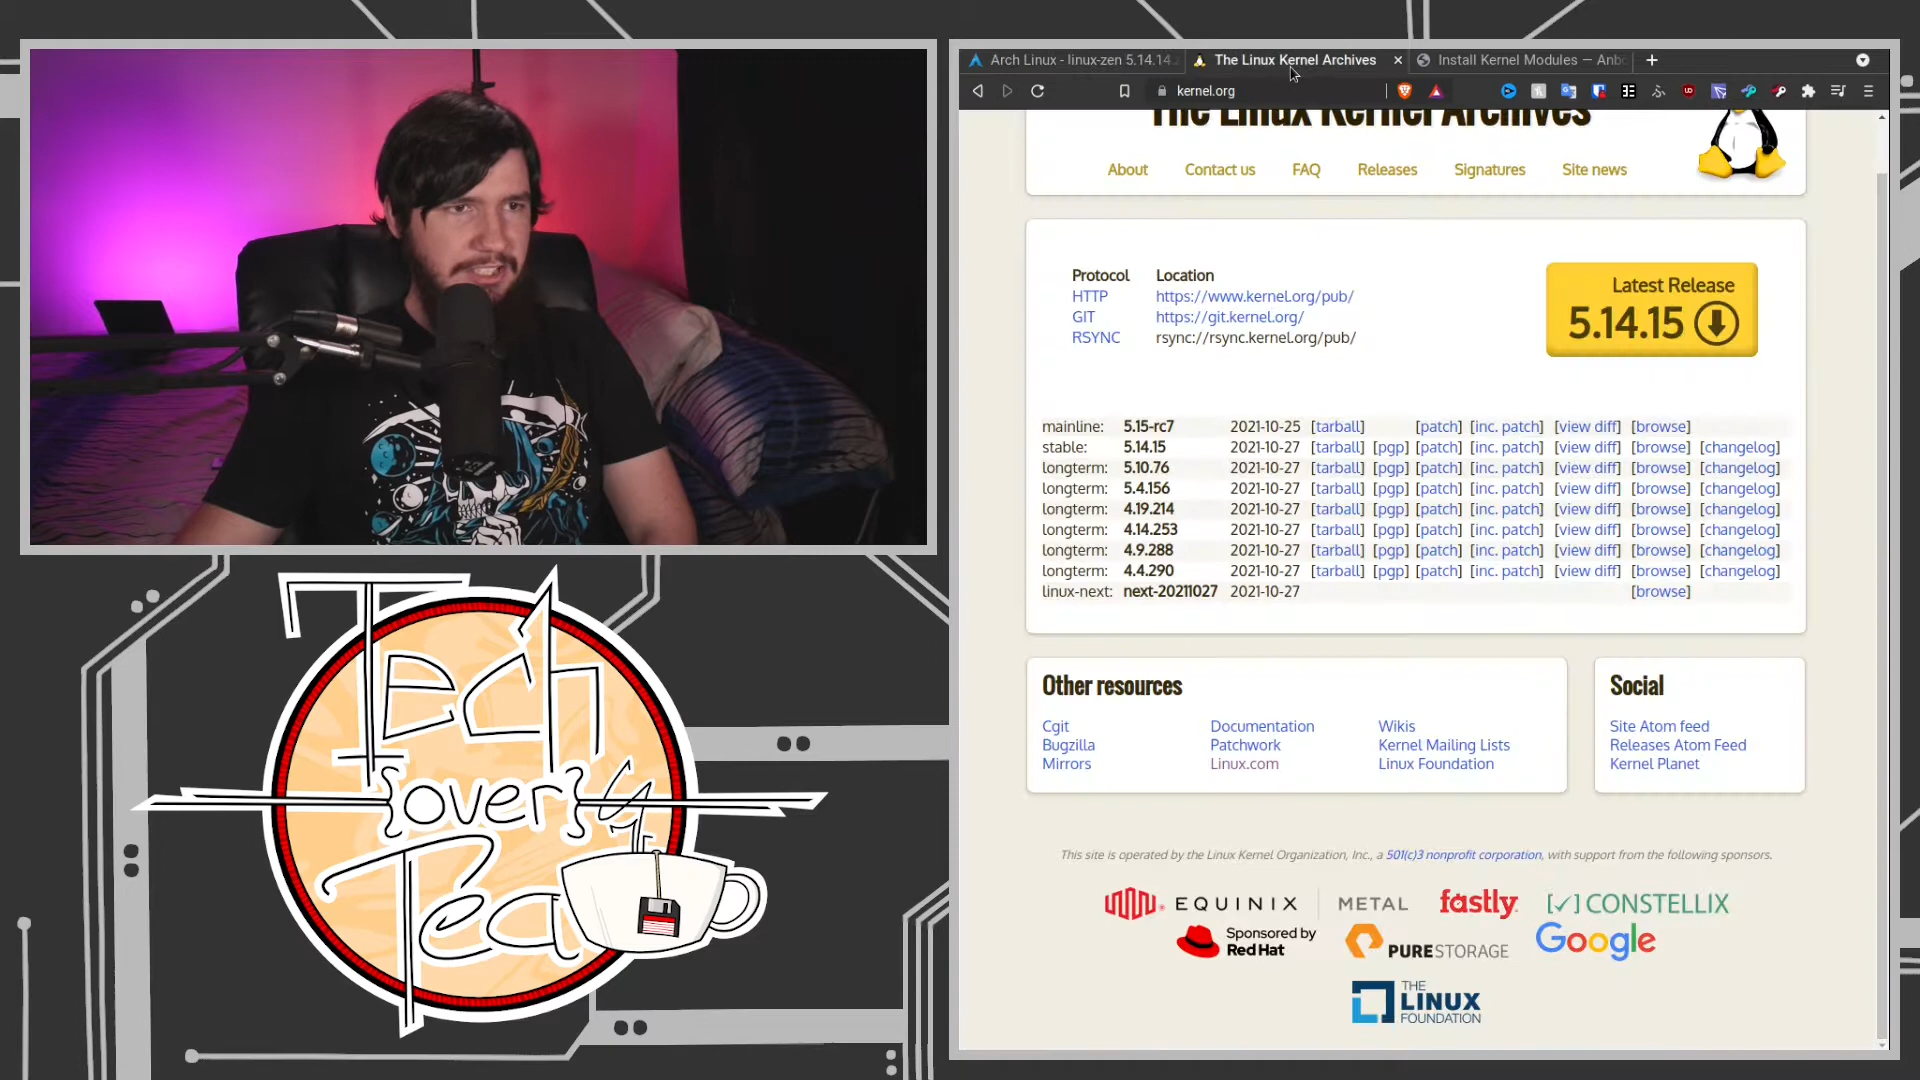 Arch Linux - linux-zen 5.14.14.
The Linux Kernel Archives
Install Kernel Modules — Anb
kernel.org
The Linux Kernel Archives
About Contact us FAQ Releases Signatures Site news
Protocol Location
HTTP https://www.kernel.org/pub/
GIT https://git.kernel.org/
RSYNC rsync://rsync.kernel.org/pub/
Latest Release
5.14.15
mainline: 5.15-rc7 2021-10-25 [tarball] [patch] [inc. patch] [view diff] [browse]
stable: 5.14.15 2021-10-27 [tarball] [pgp] [patch] [inc. patch] [view diff] [browse] [changelog]
longterm: 5.10.76 2021-10-27 [tarball] [pgp] [patch] [inc. patch] [view diff] [browse] [changelog]
longterm: 5.4.156 2021-10-27 [tarball] [pgp] [patch] [inc. patch] [view diff] [browse] [changelog]
longterm: 4.19.214 2021-10-27 [tarball] [pgp] [patch] [inc. patch] [view diff] [browse] [changelog]
longterm: 4.14.253 2021-10-27 [tarball] [pgp] [patch] [inc. patch] [view diff] [browse] [changelog]
longterm: 4.9.288 2021-10-27 [tarball] [pgp] [patch] [inc. patch] [view diff] [browse] [changelog]
longterm: 4.4.290 2021-10-27 [tarball] [pgp] [patch] [inc. patch] [view diff] [browse] [changelog]
linux-next: next-20211027 2021-10-27 [browse]
Other resources
Cgit Documentation Wikis
Bugzilla Patchwork Kernel Mailing Lists
Mirrors Linux.com Linux Foundation
Social
Site Atom feed
Releases Atom Feed
Kernel Planet
This site is operated by the Linux Kernel Organization, Inc., a 501(c)3 nonprofit corporation, with support from the following sponsors.
EQUINIX METAL fastly CONSTELLIX
Sponsored by
Red Hat
PURESTORAGE
Google
THE
LINUX
FOUNDATION
Tech
{over}
Tea